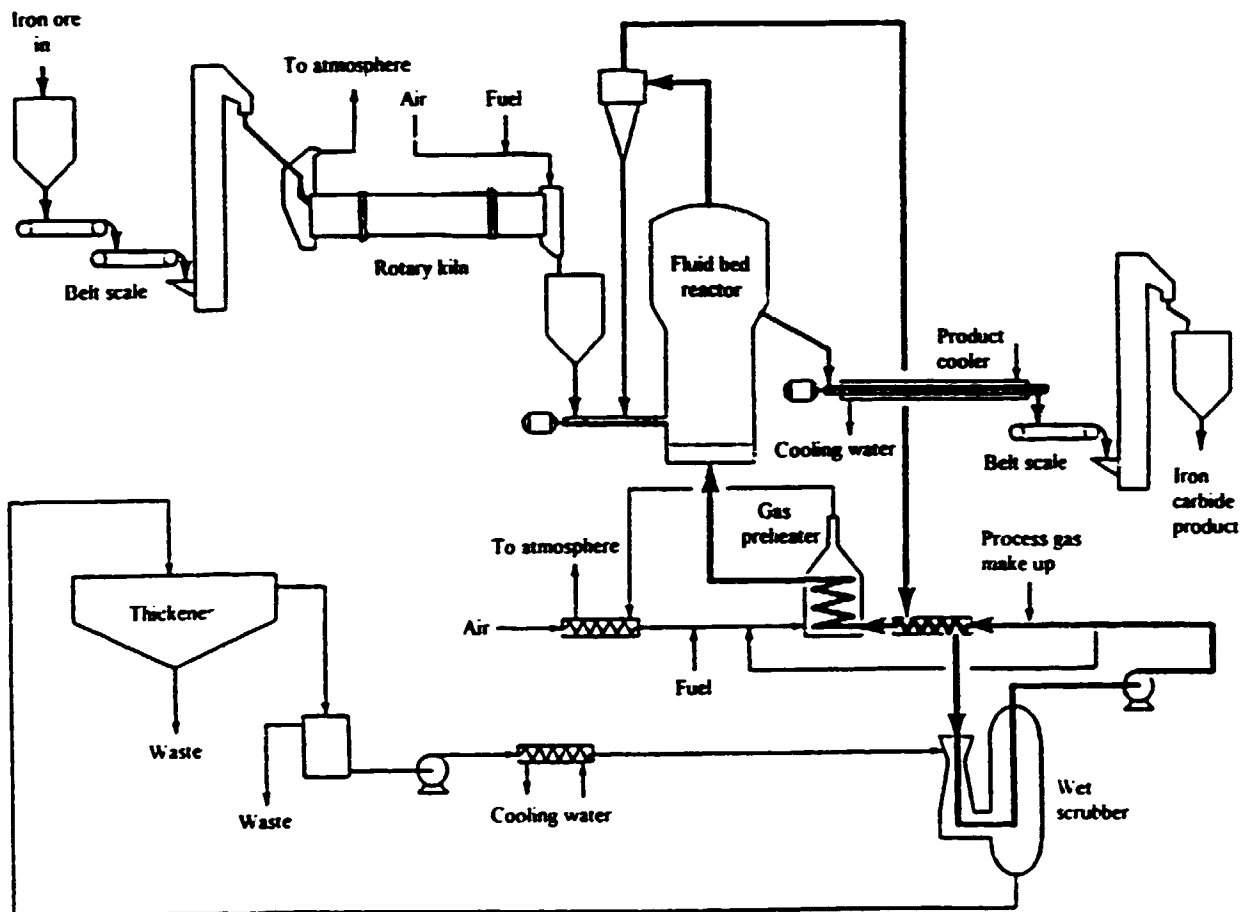 Iron ore
in
To atmosphere
Air
Fuel
Rotary kiln
Belt scale
Fluid bed
reactor
Product
cooler
Cooling water
Belt scale
Iron
carbide
product
Gas
preheater
To atmosphere
Process gas
make up
Thickener
Air
Fuel
Waste
Waste
Cooling water
Wet
scrubber